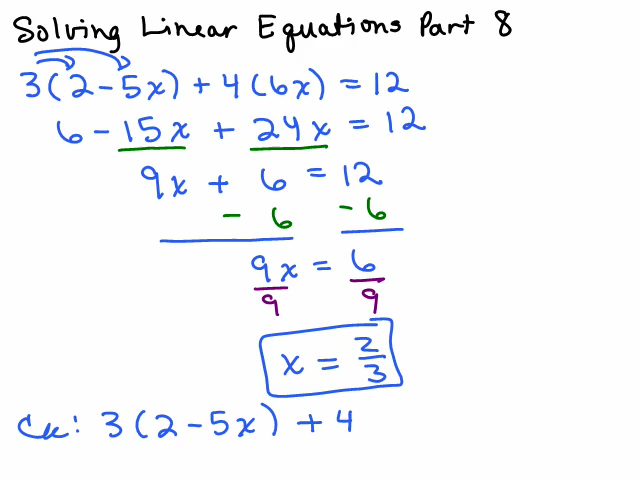 Solving Linear Equations Part 8
3(2-5x) + 4(6x) = 12
6 - 15x + 24x = 12
9x + 6 = 12
- 6 - 6
9x = 6
9 9
x = 2/3
Ck: 3(2-5x) + 4